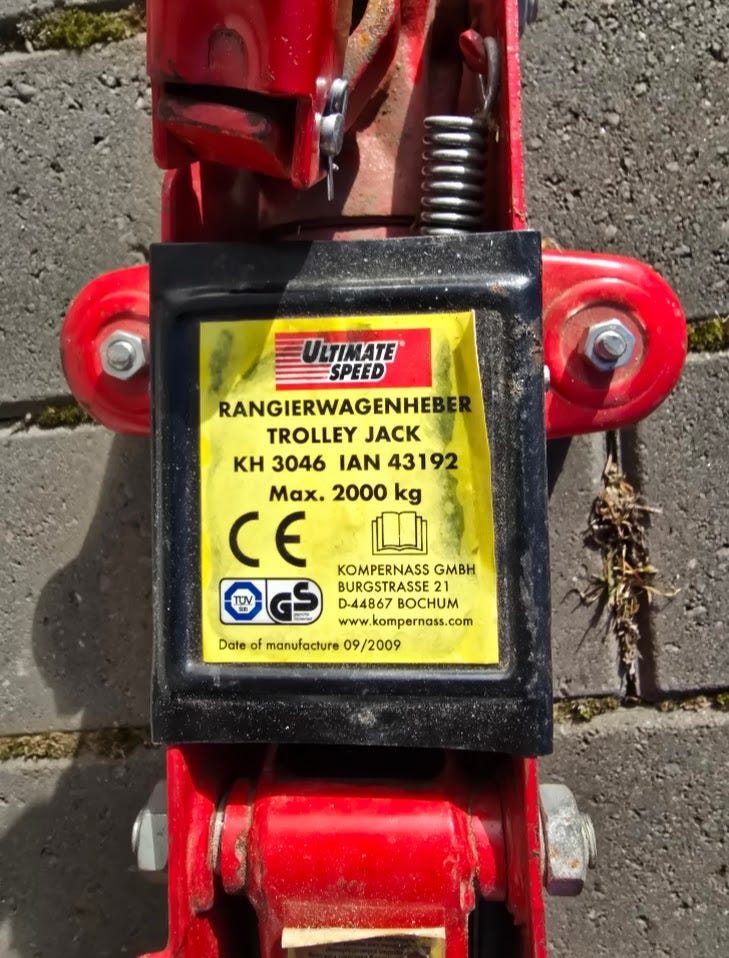 ULTIMATE
SPEED
RANGIERWAGENHEBER
TROLLEY JACK
KH 3046 IAN 43192
Max. 2000 kg
CE
KOMPERNASS GMBH
BURGSTRASSE 21
D-44867 BOCHUM
www.kompernass.com
TÜV
GS
Date of manufacture 09/2009